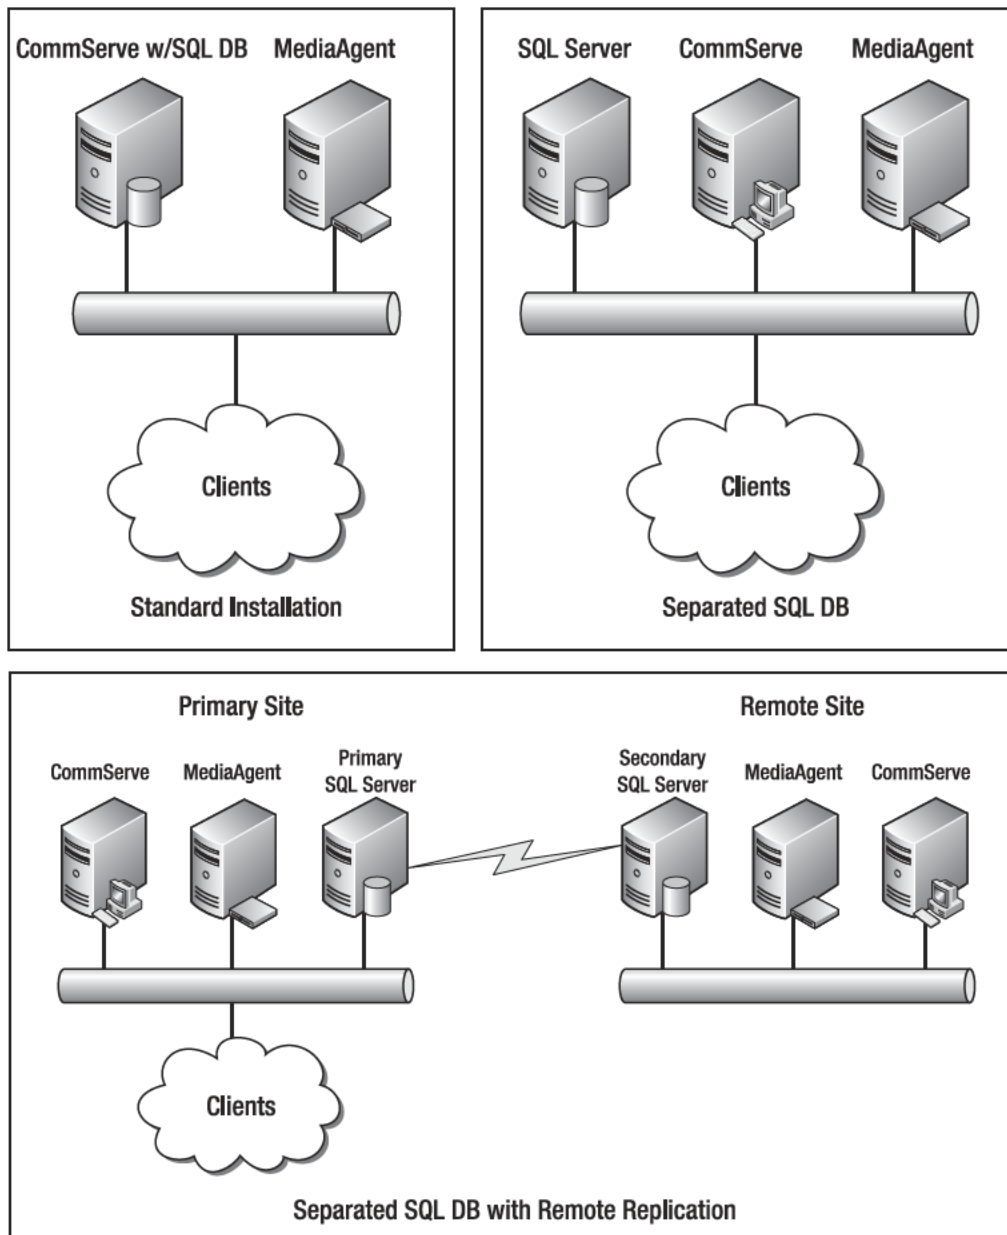 CommServe w/SQL DB
MediaAgent
Clients
Standard Installation
SQL Server
CommServe
MediaAgent
Clients
Separated SQL DB
Primary Site
Remote Site
CommServe
MediaAgent
Primary
SQL Server
Secondary
SQL Server
MediaAgent
CommServe
Clients
Separated SQL DB with Remote Replication